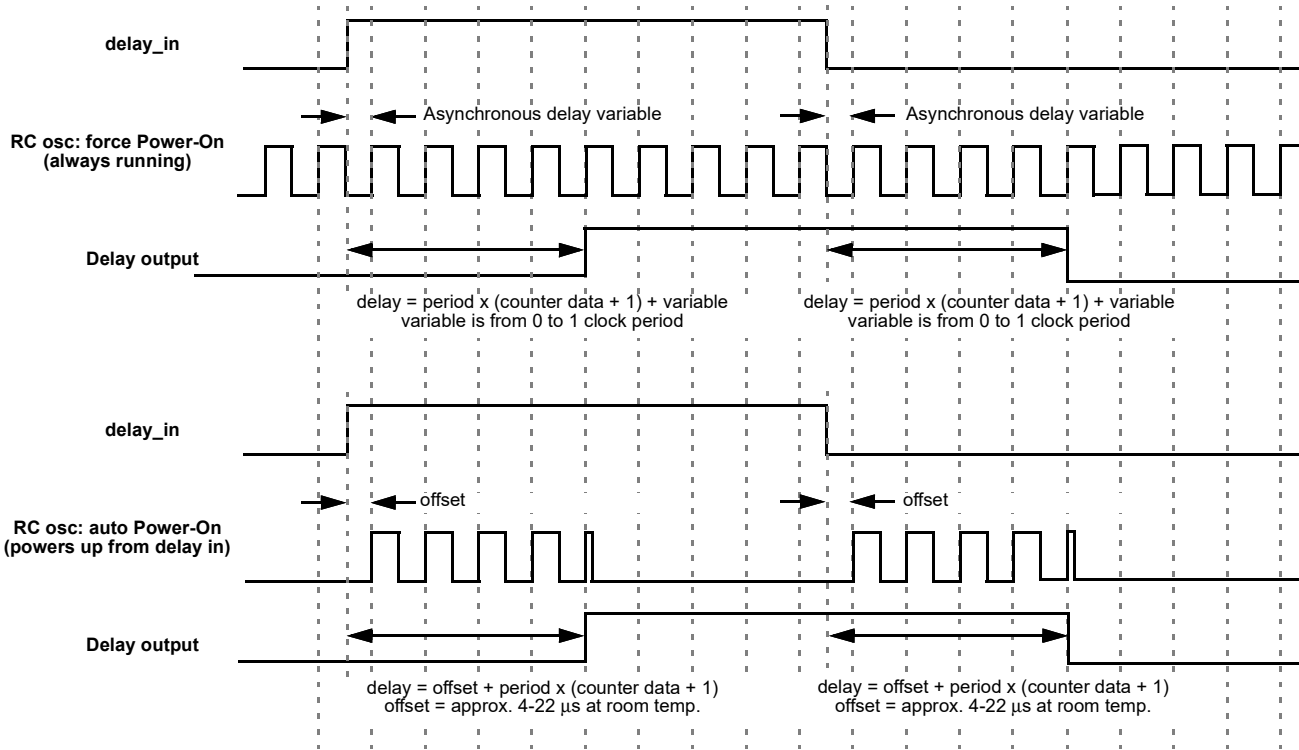 delay_in
Asynchronous delay variable
Asynchronous delay variable
RC osc: force Power-On
(always running)
Delay output
delay = period x (counter data + 1) + variable
variable is from 0 to 1 clock period
delay = period x (counter data + 1) + variable
variable is from 0 to 1 clock period
delay_in
offset
offset
RC osc: auto Power-On
(powers up from delay in)
Delay output
delay = offset + period x (counter data + 1)
offset = approx. 4-22 μs at room temp.
delay = offset + period x (counter data + 1)
offset = approx. 4-22 μs at room temp.